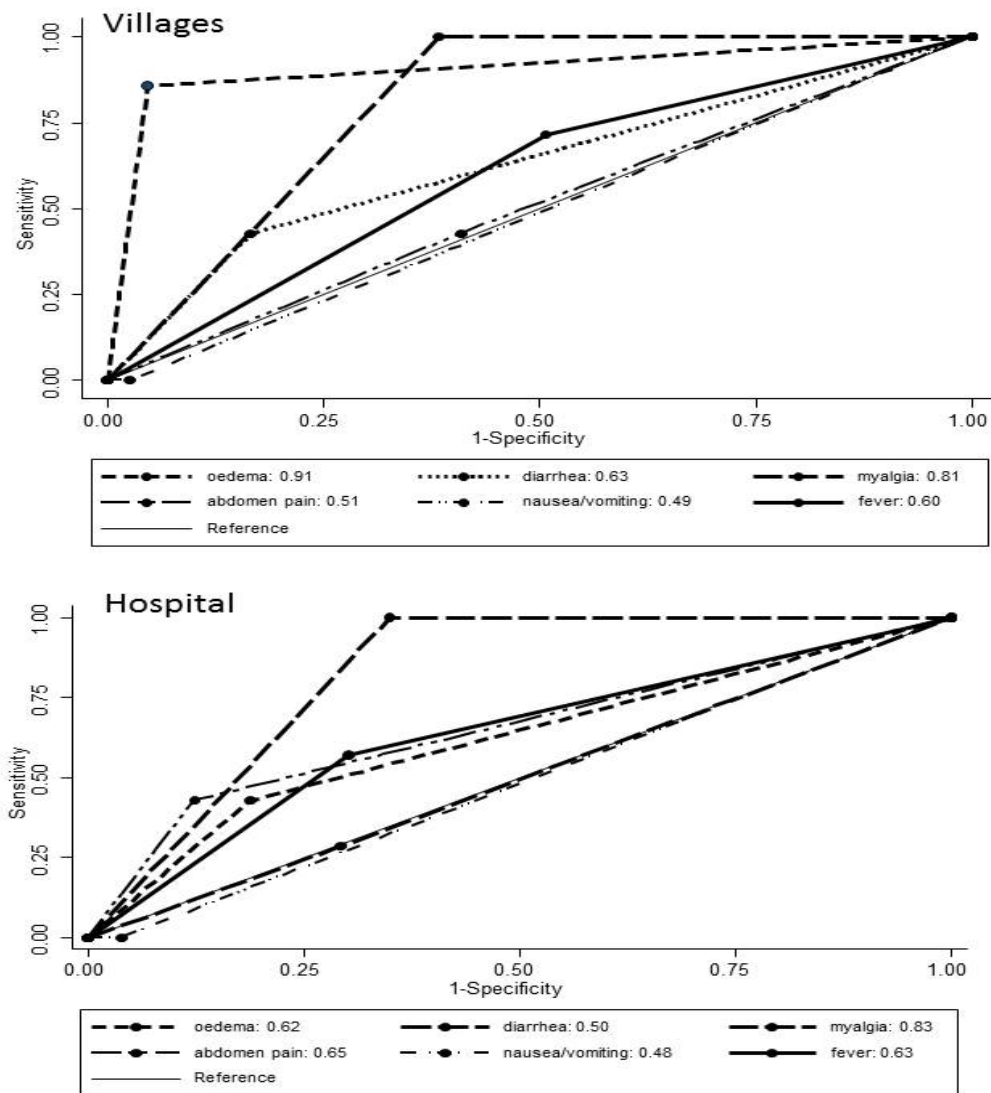 Villages
1.00
0.75
0.50
0.25
0.00
Sensitivity
0.00 0.25 0.50 0.75 1.00
1-Specificity
oedema: 0.91 diarrhea: 0.63 myalgia: 0.81
abdomen pain: 0.51 nausea/vomiting: 0.49 fever: 0.60
Reference
Hospital
1.00
0.75
0.50
0.25
0.00
Sensitivity
0.00 0.25 0.50 0.75 1.00
1-Specificity
oedema: 0.62 diarrhea: 0.50 myalgia: 0.83
abdomen pain: 0.65 nausea/vomiting: 0.48 fever: 0.63
Reference